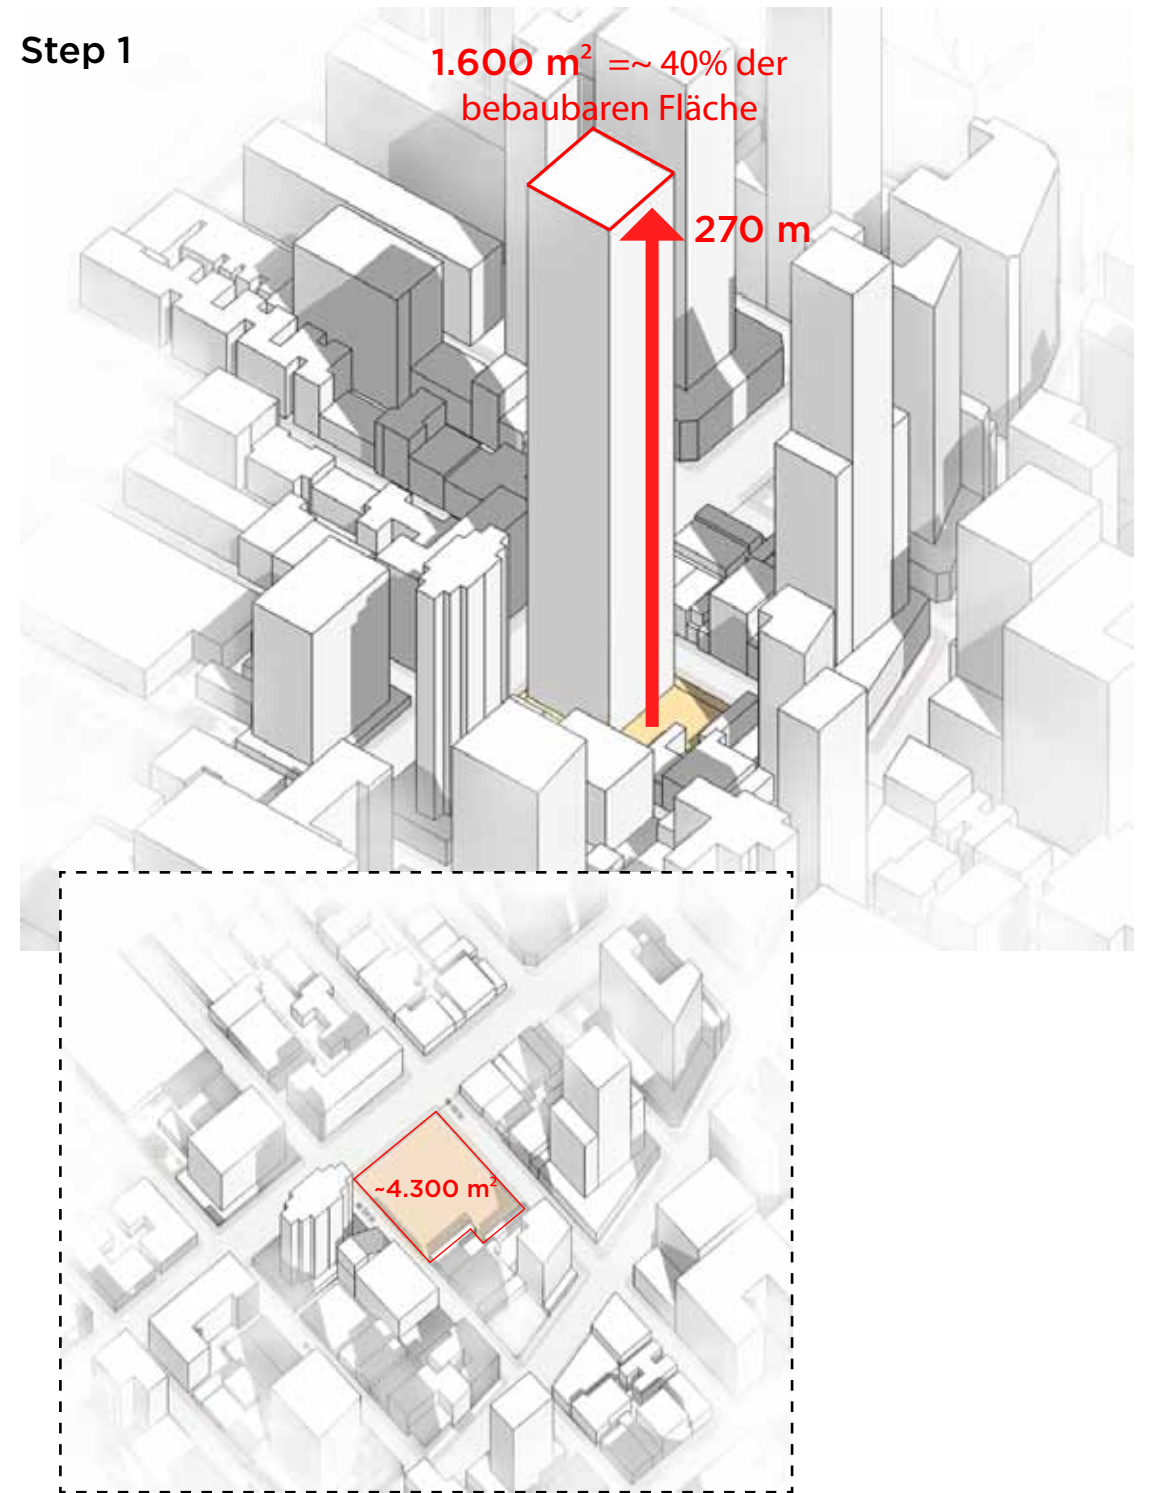 Step 1
1.600 m² =~ 40% der
bebaubaren Fläche
270 m
~4.300 m²